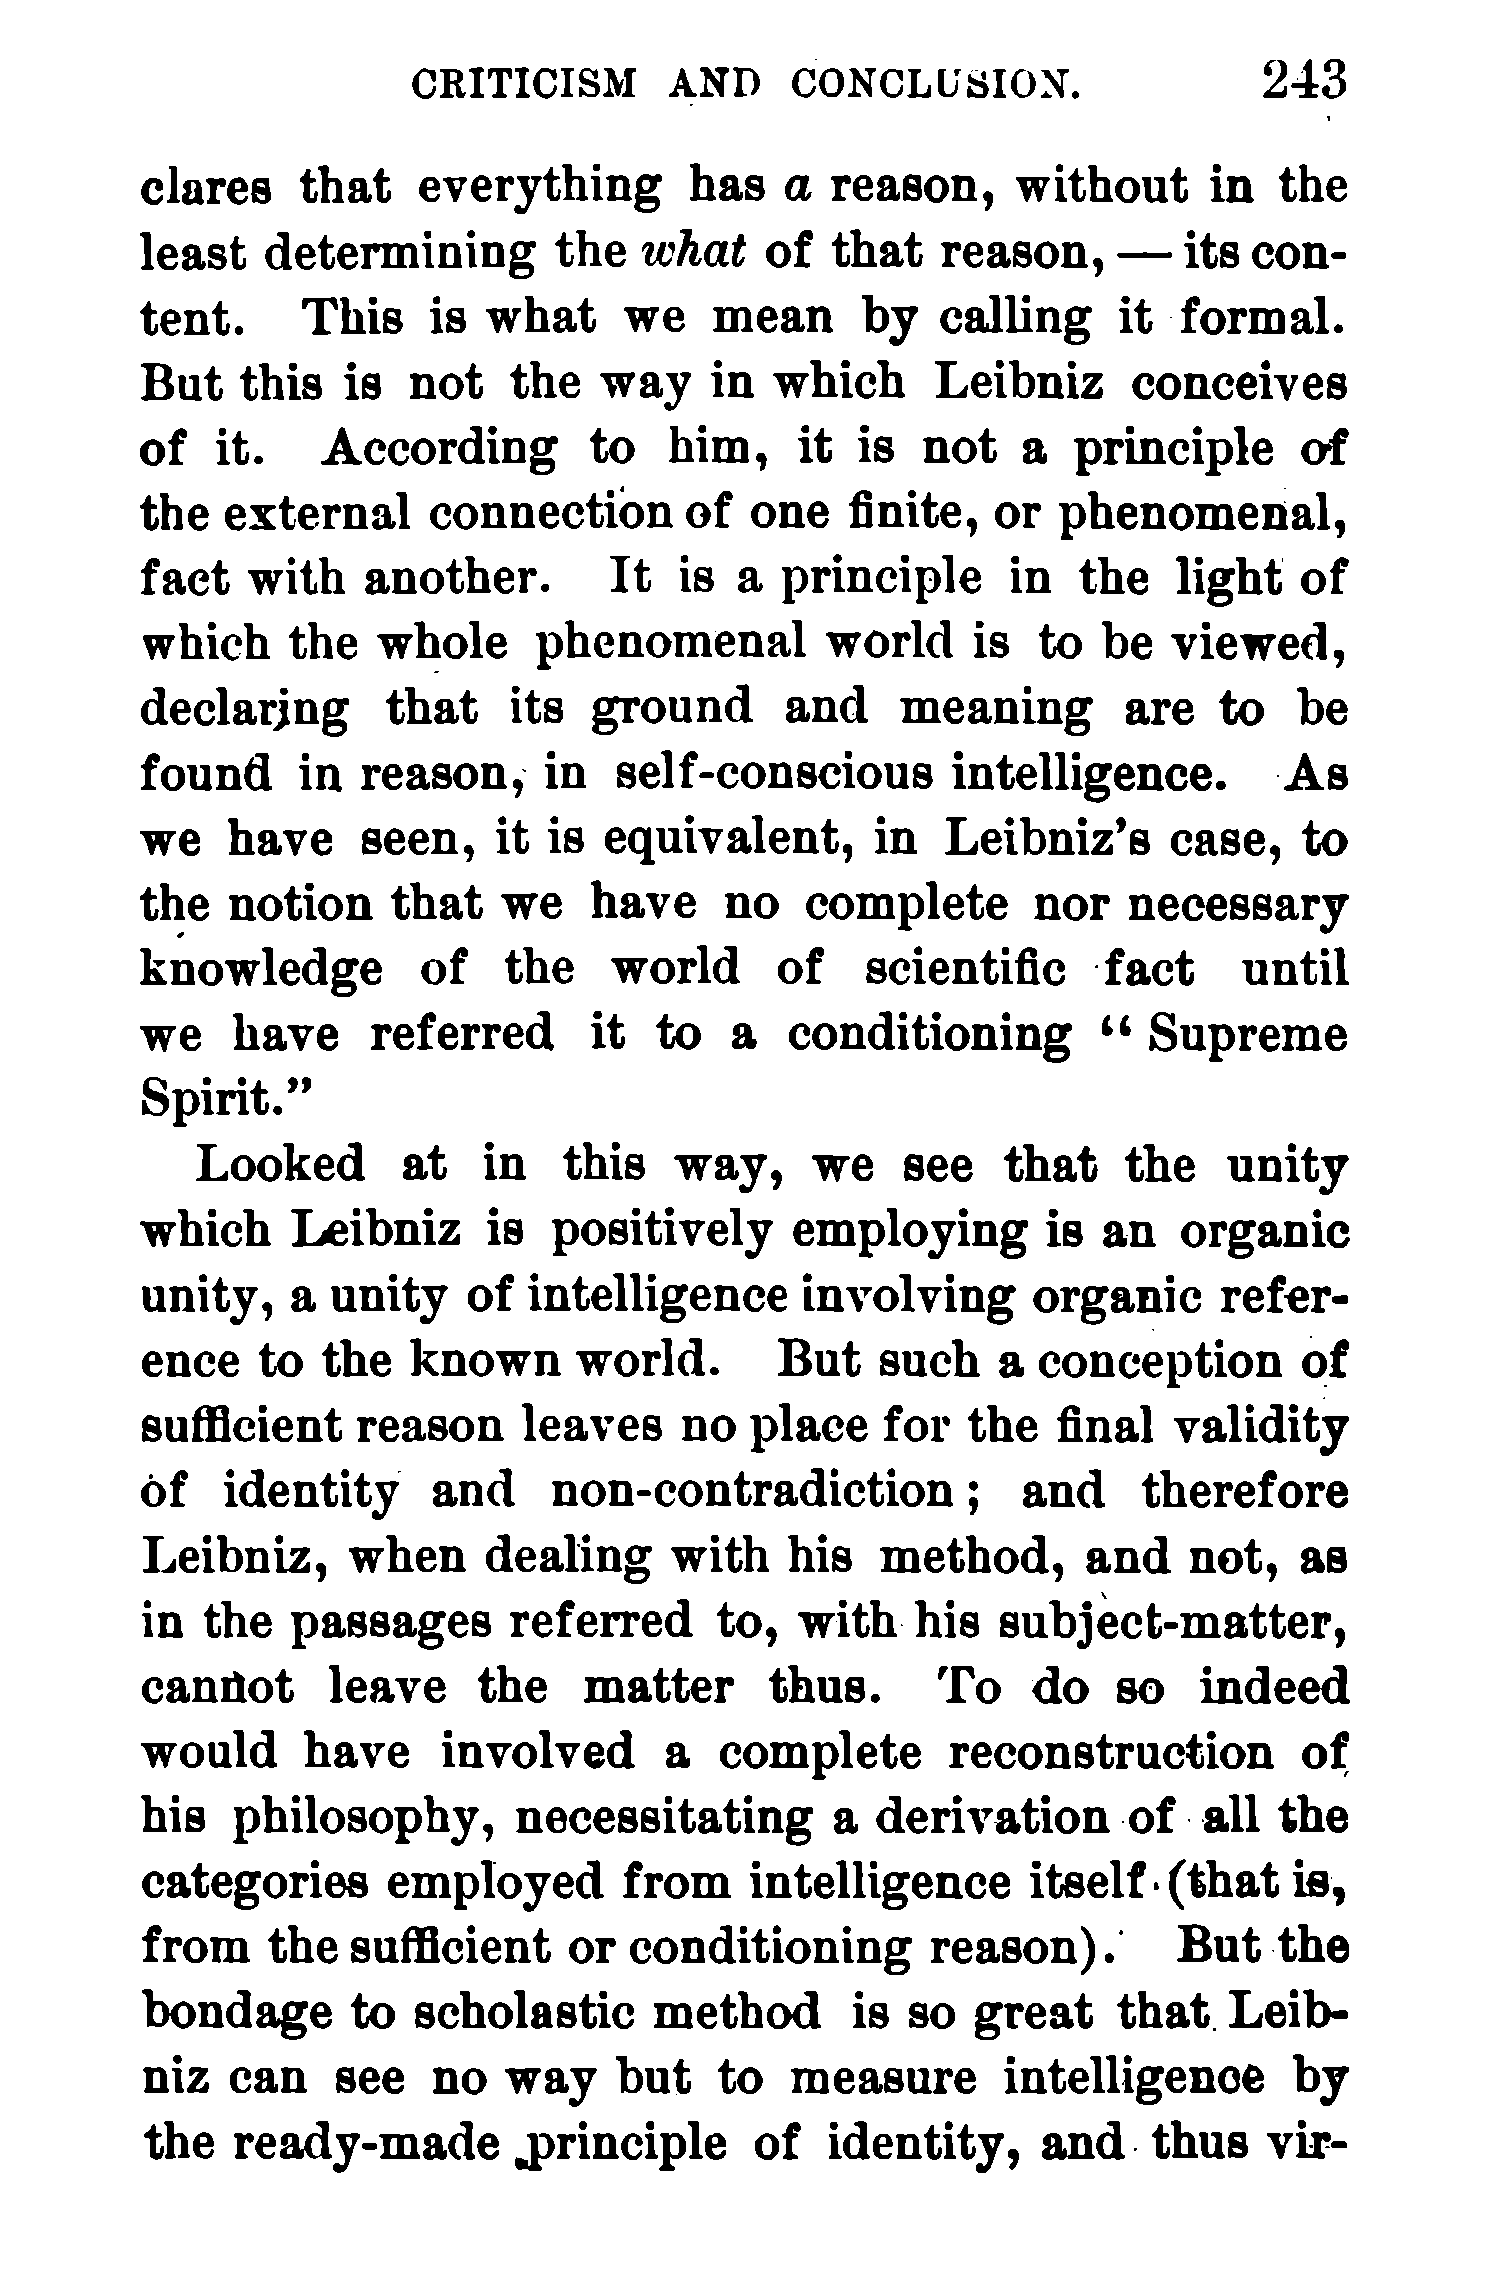 CRITICISM AND CONCLUSION. 243
clares that everything has a reason, without in the
least determining the what of that reason, — its con-
tent. This is what we mean by calling it formal.
But this is not the way in which Leibniz conceives
of it. According to him, it is not a principle of
the external connection of one finite, or phenomenal,
fact with another. It is a principle in the light of
which the whole phenomenal world is to be viewed,
declaring that its ground and meaning are to be
found in reason, in self-conscious intelligence. As
we have seen, it is equivalent, in Leibniz’s case, to
the notion that we have no complete nor necessary
knowledge of the world of scientific fact until
we have referred it to a conditioning “ Supreme
Spirit.”
Looked at in this way, we see that the unity
which Leibniz is positively employing is an organic
unity, a unity of intelligence involving organic refer-
ence to the known world. But such a conception of
sufficient reason leaves no place for the final validity
of identity and non-contradiction ; and therefore
Leibniz, when dealing with his method, and not, as
in the passages referred to, with his subject-matter,
cannot leave the matter thus. To do so indeed
would have involved a complete reconstruction of
his philosophy, necessitating a derivation of all the
categories employed from intelligence itself (that is,
from the sufficient or conditioning reason). But the
bondage to scholastic method is so great that Leib-
niz can see no way but to measure intelligence by
the ready-made principle of identity, and thus vir-